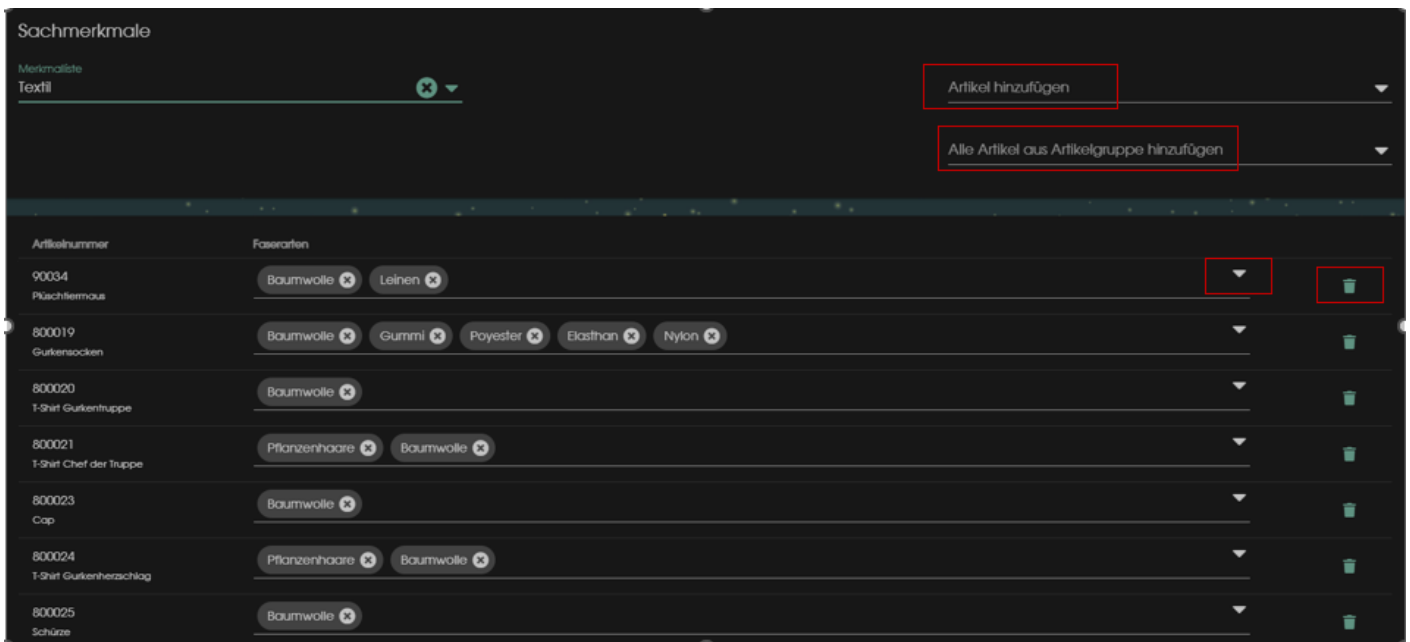 Sachmerkmale
Merkmalliste
Textil
Artikel hinzufügen
Alle Artikel aus Artikelgruppe hinzufügen
Artikelnummer Faserarten
90034 Baumwolle Leinen
Plüschtiermaus
800019 Baumwolle Gummi Poyester Elasthan Nylon
Gurkensocken
800020 Baumwolle
T-Shirt Gurkentruppe
800021 Pflanzenhaare Baumwolle
T-Shirt Chef der Truppe
800023 Baumwolle
Cap
800024 Pflanzenhaare Baumwolle
T-Shirt Gurkenherzschlag
800025 Baumwolle
Schürze